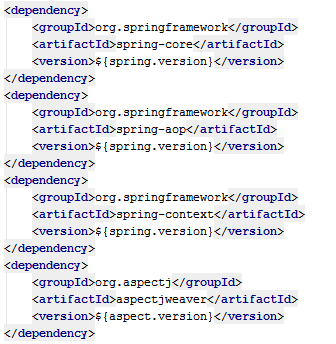 <dependency>
    <groupId>org.springframework</groupId>
    <artifactId>spring-core</artifactId>
    <version>${spring.version}</version>
</dependency>
<dependency>
    <groupId>org.springframework</groupId>
    <artifactId>spring-aop</artifactId>
    <version>${spring.version}</version>
</dependency>
<dependency>
    <groupId>org.springframework</groupId>
    <artifactId>spring-context</artifactId>
    <version>${spring.version}</version>
</dependency>
<dependency>
    <groupId>org.aspectj</groupId>
    <artifactId>aspectjweaver</artifactId>
    <version>${aspect.version}</version>
</dependency>